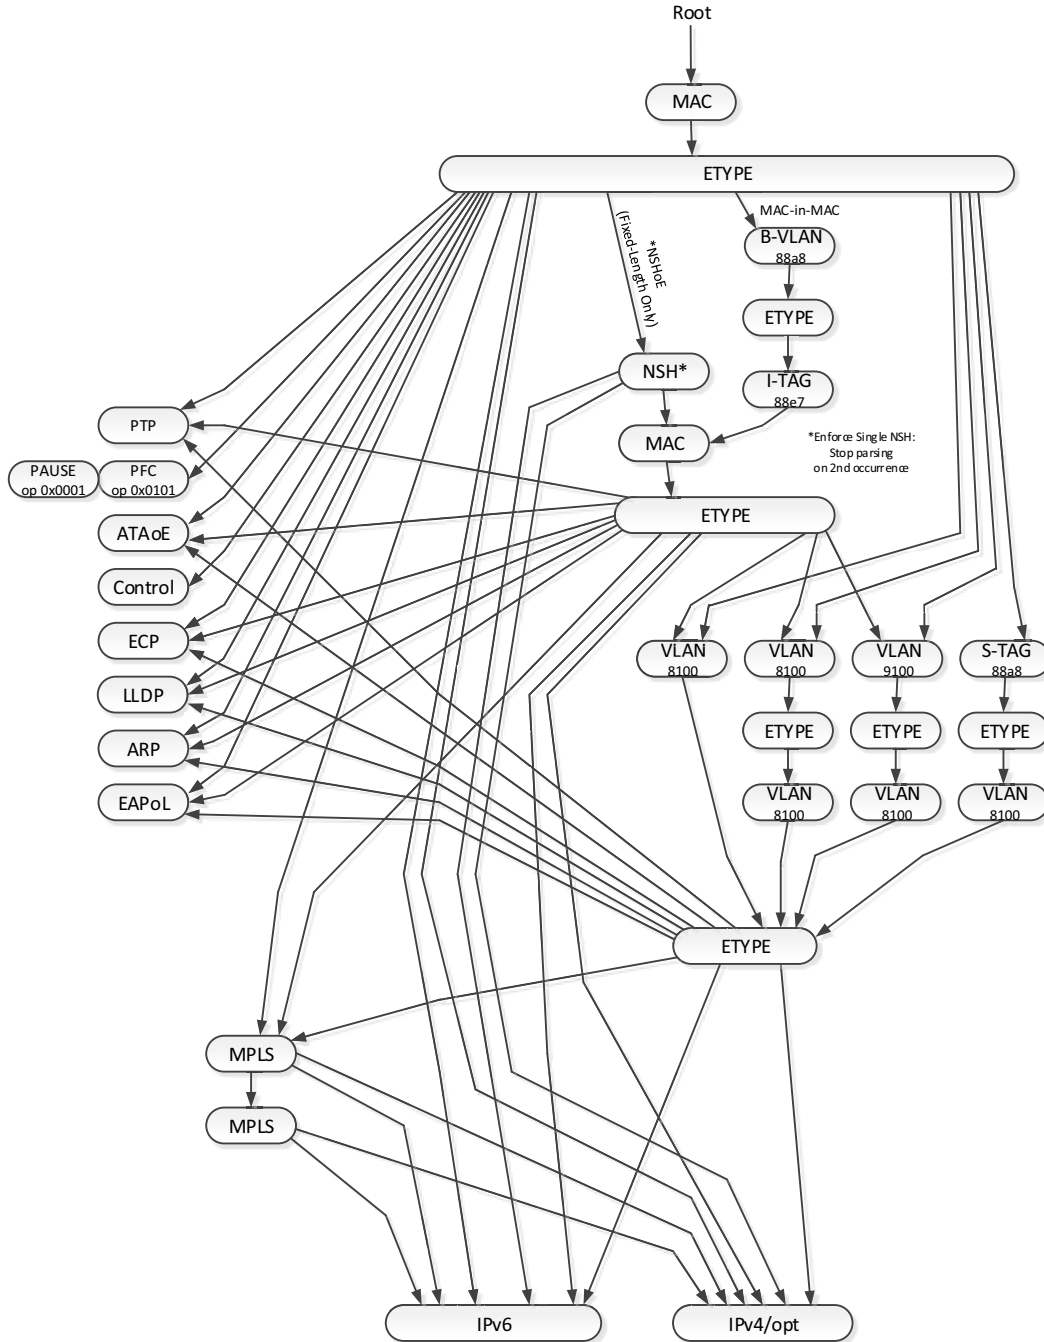 Root
MAC
ETYPE
MAC-in-MAC
B-VLAN
88a8
*NSHoE
(Fixed-Length Only)
ETYPE
NSH*
I-TAG
88e7
PTP
MAC
*Enforce Single NSH:
Stop parsing
on 2nd occurrence
PAUSE
op 0x0001
PFC
op 0x0101
ETYPE
ATAoE
Control
ECP
VLAN
8100
VLAN
8100
VLAN
9100
S-TAG
88a8
LLDP
ETYPE
ETYPE
ETYPE
ARP
EAPoL
VLAN
8100
VLAN
8100
VLAN
8100
ETYPE
MPLS
MPLS
IPv6
IPv4/opt